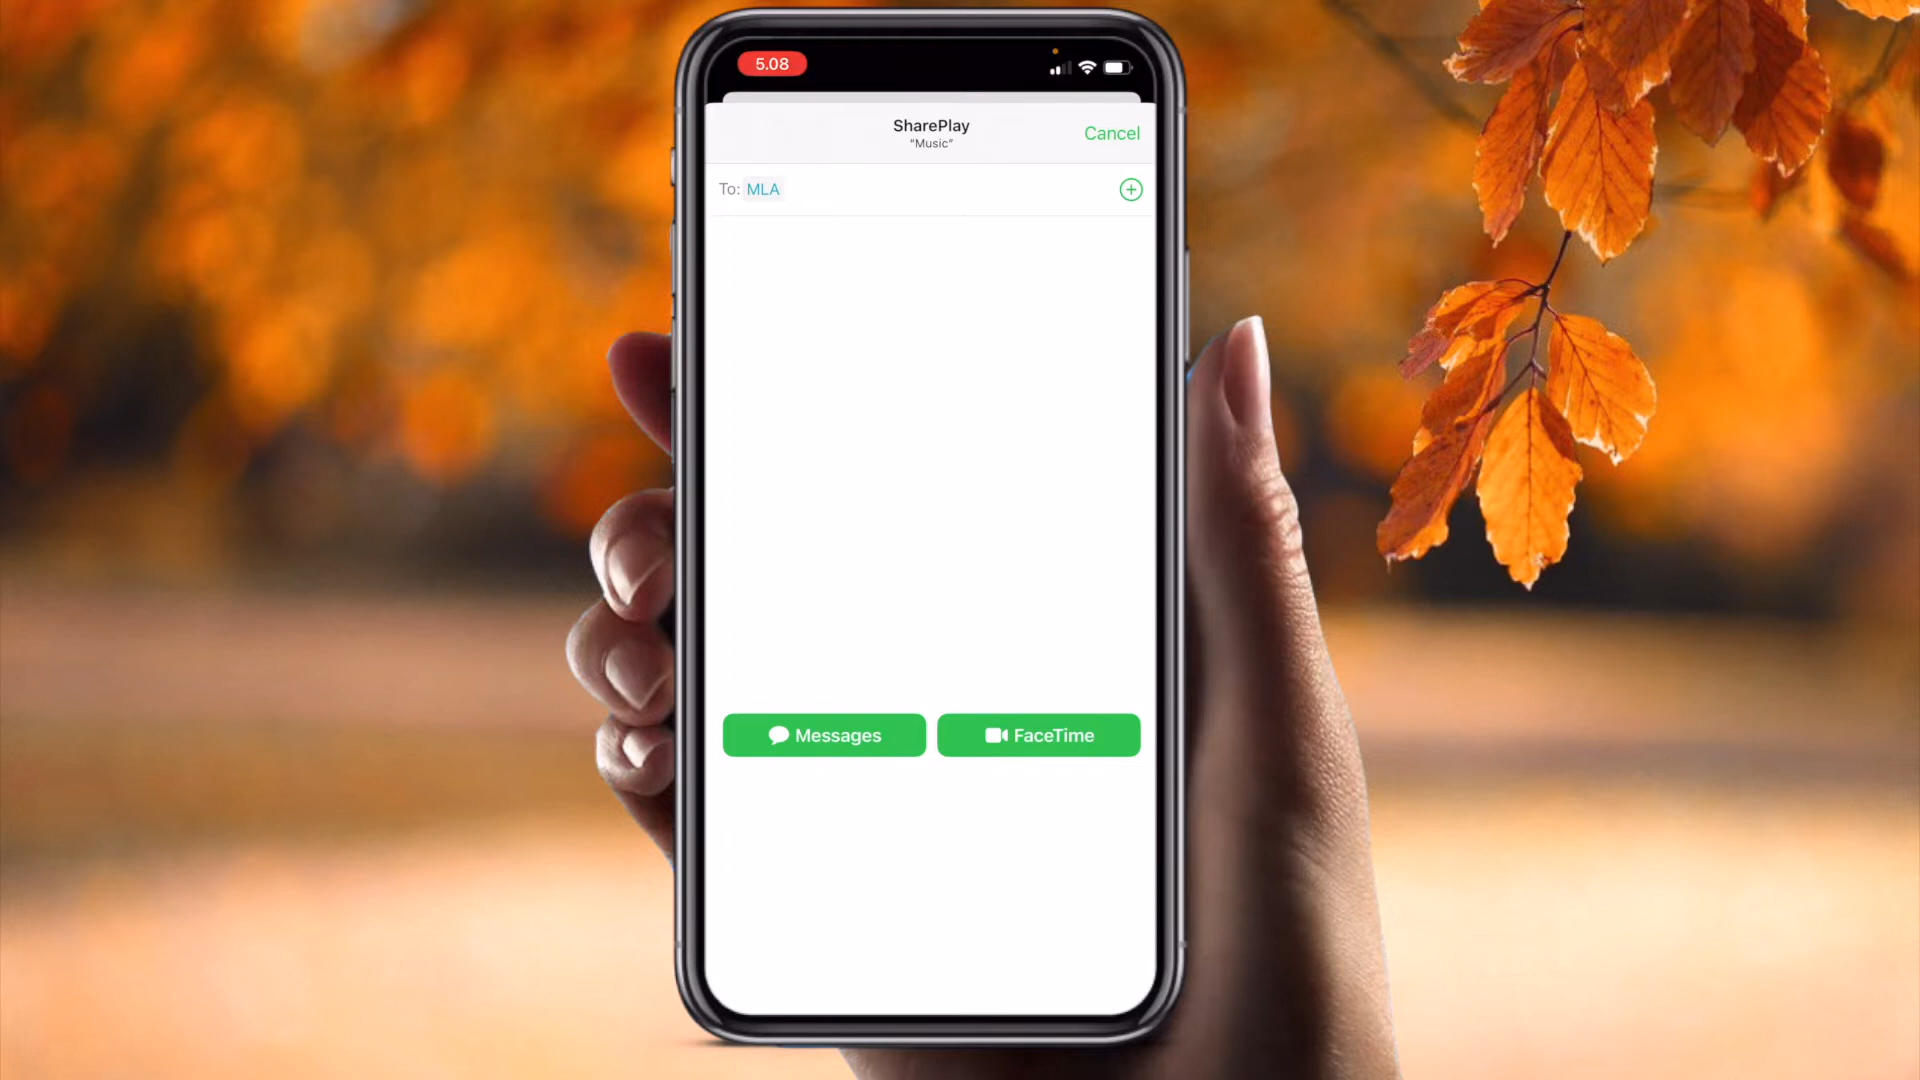 5.08
SharePlay
Cancel
“Music”
To: MLA
Messages
FaceTime